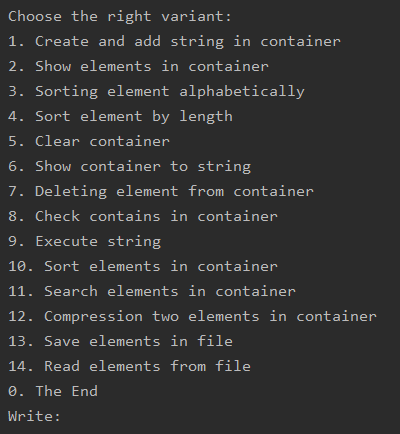 Choose the right variant:
1. Create and add string in container
2. Show elements in container
3. Sorting element alphabetically
4. Sort element by length
5. Clear container
6. Show container to string
7. Deleting element from container
8. Check contains in container
9. Execute string
10. Sort elements in container
11. Search elements in container
12. Compression two elements in container
13. Save elements in file
14. Read elements from file
0. The End
Write: